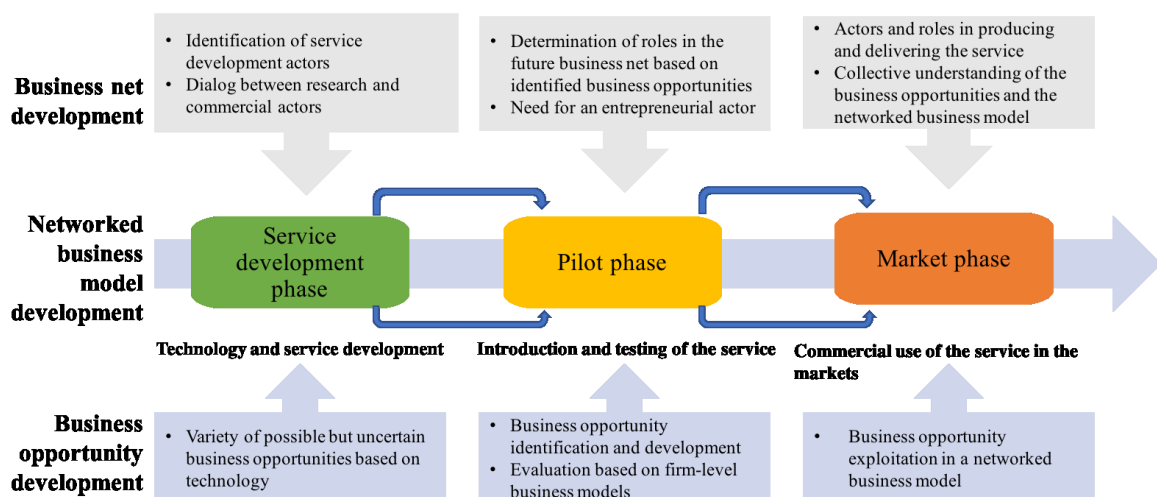 Business net
development
• Identification of service
development actors
• Dialog between research and
commercial actors
• Determination of roles in the
future business net based on
identified business opportunities
• Need for an entrepreneurial actor
• Actors and roles in producing
and delivering the service
• Collective understanding of the
business opportunities and the
networked business model
Networked
business
model
development
Service
development
phase
Pilot phase
Market phase
Technology and service development
Introduction and testing of the service
Commercial use of the service in the
markets
Business
opportunity
development
• Variety of possible but uncertain
business opportunities based on
technology
• Business opportunity
identification and development
• Evaluation based on firm-level
business models
• Business opportunity
exploitation in a networked
business model